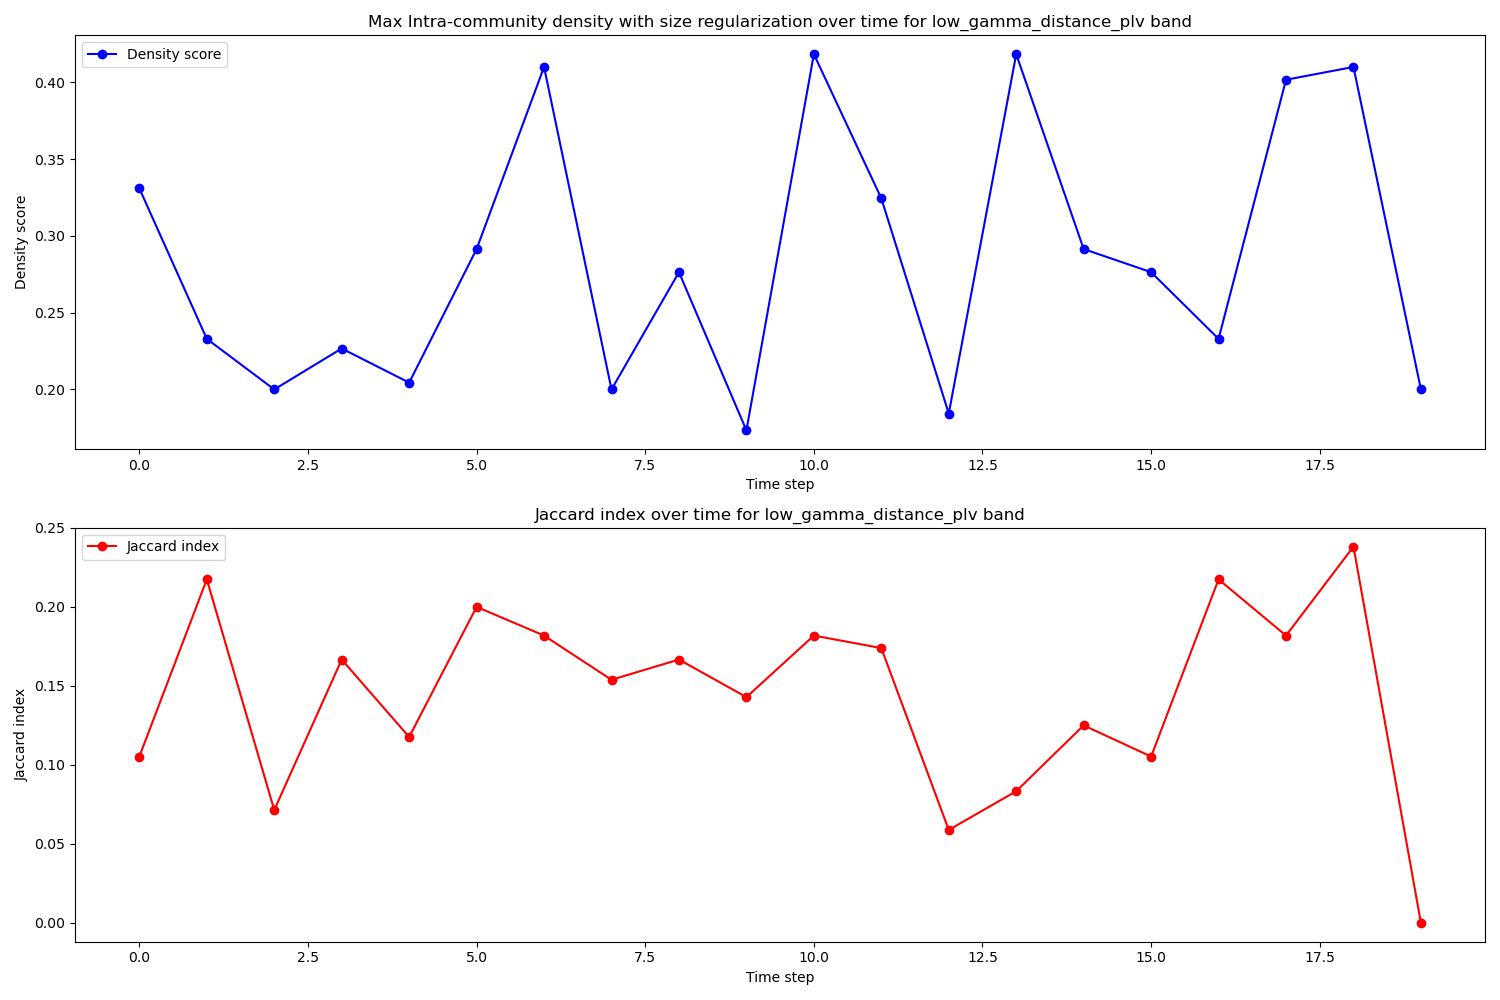 Max Intra-community density with size regularization over time for low_gamma_distance_plv band
Density score
0.40
0.35
0.30
0.25
0.20
Density score
0.0 2.5 5.0 7.5 10.0 12.5 15.0 17.5
Time step
Jaccard index over time for low_gamma_distance_plv band
Jaccard index
0.25
0.20
0.15
0.10
0.05
0.00
Jaccard index
0.0 2.5 5.0 7.5 10.0 12.5 15.0 17.5
Time step